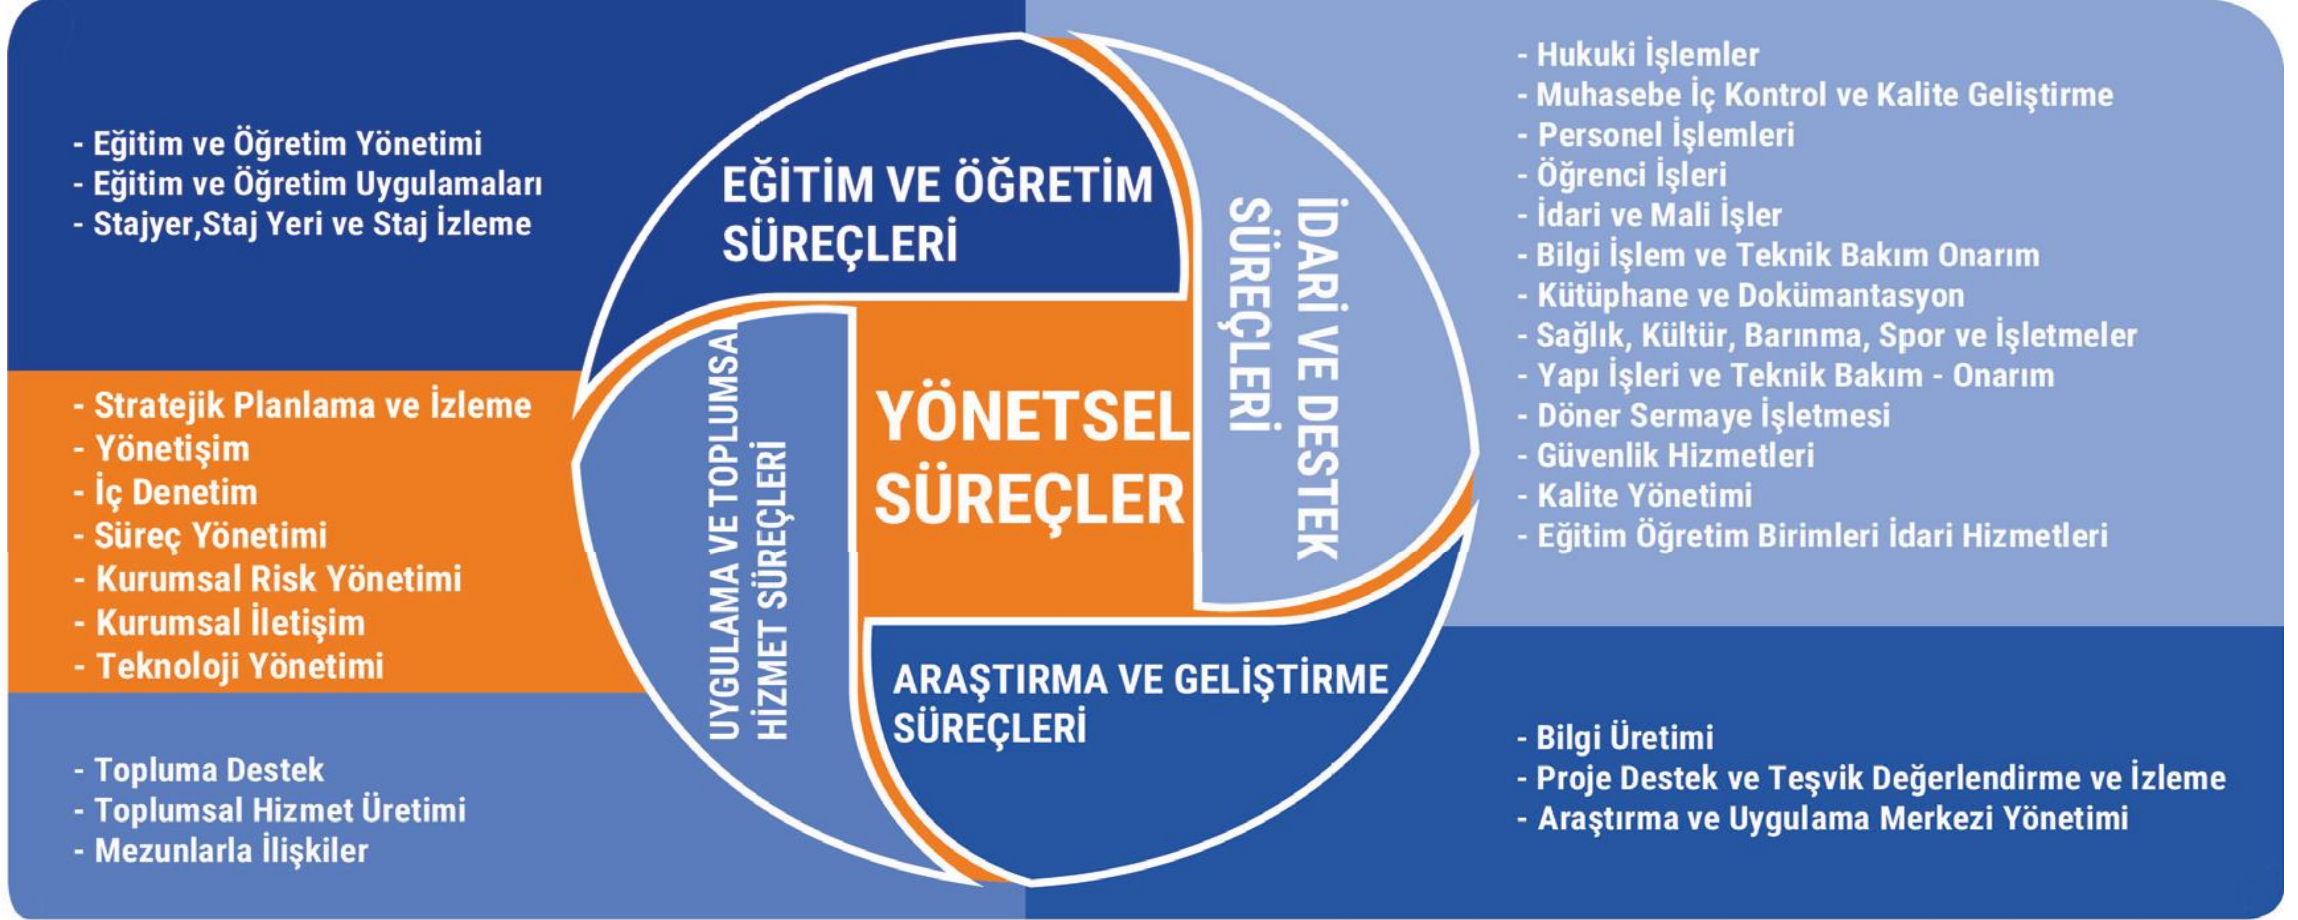 - Eğitim ve Öğretim Yönetimi
- Eğitim ve Öğretim Uygulamaları
- Stajyer,Staj Yeri ve Staj İzleme
- Stratejik Planlama ve İzleme
- Yönetişim
- İç Denetim
- Süreç Yönetimi
- Kurumsal Risk Yönetimi
- Kurumsal İletişim
- Teknoloji Yönetimi
- Topluma Destek
- Toplumsal Hizmet Üretimi
- Mezunlarla İlişkiler
EĞİTİM VE ÖĞRETİM
SÜREÇLERİ
UYGULAMA VE TOPLUMSAL
HİZMET SÜREÇLERİ
YÖNETSEL
SÜREÇLER
İDARİ VE DESTEK
SÜREÇLERİ
ARAŞTIRMA VE GELİŞTİRME
SÜREÇLERİ
- Hukuki İşlemler
- Muhasebe İç Kontrol ve Kalite Geliştirme
- Personel İşlemleri
- Öğrenci İşleri
- İdari ve Mali İşler
- Bilgi İşlem ve Teknik Bakım Onarım
- Kütüphane ve Dokümantasyon
- Sağlık, Kültür, Barınma, Spor ve İşletmeler
- Yapı İşleri ve Teknik Bakım - Onarım
- Döner Sermaye İşletmesi
- Güvenlik Hizmetleri
- Kalite Yönetimi
- Eğitim Öğretim Birimleri İdari Hizmetleri
- Bilgi Üretimi
- Proje Destek ve Teşvik Değerlendirme ve İzleme
- Araştırma ve Uygulama Merkezi Yönetimi